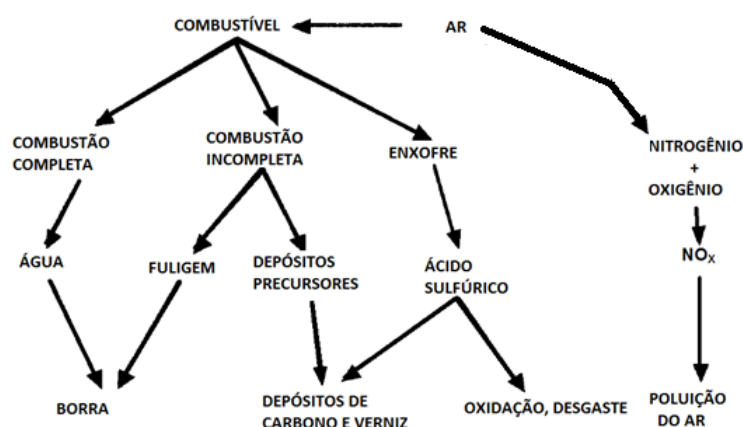 COMBUSTÍVEL
AR
COMBUSTÃO
COMPLETA
COMBUSTÃO
INCOMPLETA
ENXOFRE
NITROGÊNIO
+
OXIGÊNIO
ÁGUA
FULIGEM
DEPÓSITOS
PRECURSORES
ÁCIDO
SULFÚRICO
NOX
BORRA
DEPÓSITOS DE
CARBONO E VERNIZ
OXIDAÇÃO, DESGASTE
POLUIÇÃO
DO AR